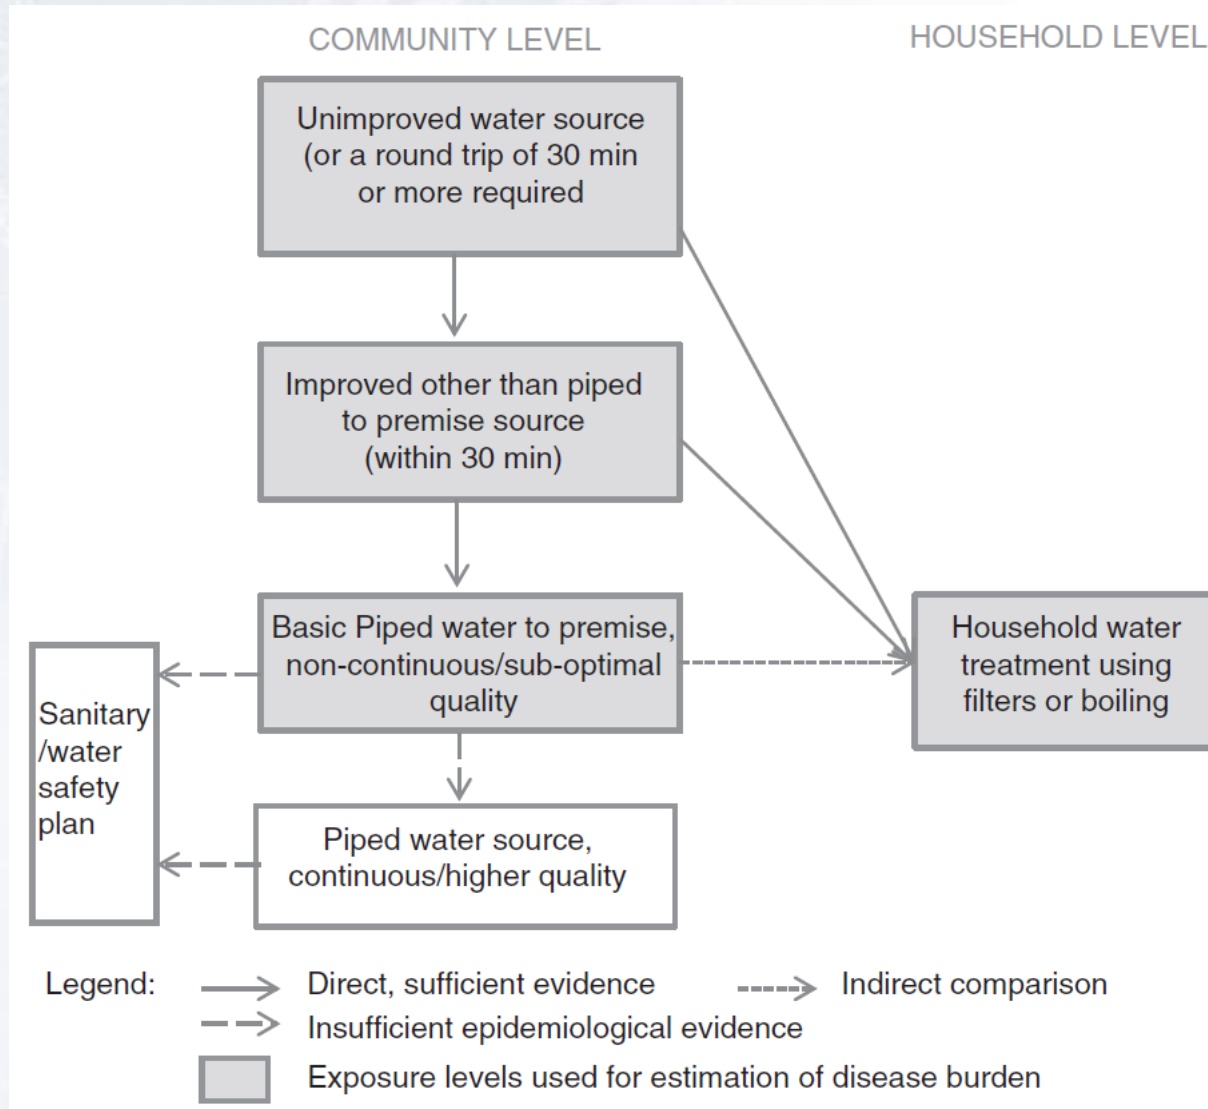 COMMUNITY LEVEL
HOUSEHOLD LEVEL
Unimproved water source
(or a round trip of 30 min
or more required
Improved other than piped
to premise source
(within 30 min)
Basic Piped water to premise,
non-continuous/sub-optimal
quality
Household water
treatment using
filters or boiling
Sanitary
/water
safety
plan
Piped water source,
continuous/higher quality
Legend:
Direct, sufficient evidence
Indirect comparison
Insufficient epidemiological evidence
Exposure levels used for estimation of disease burden